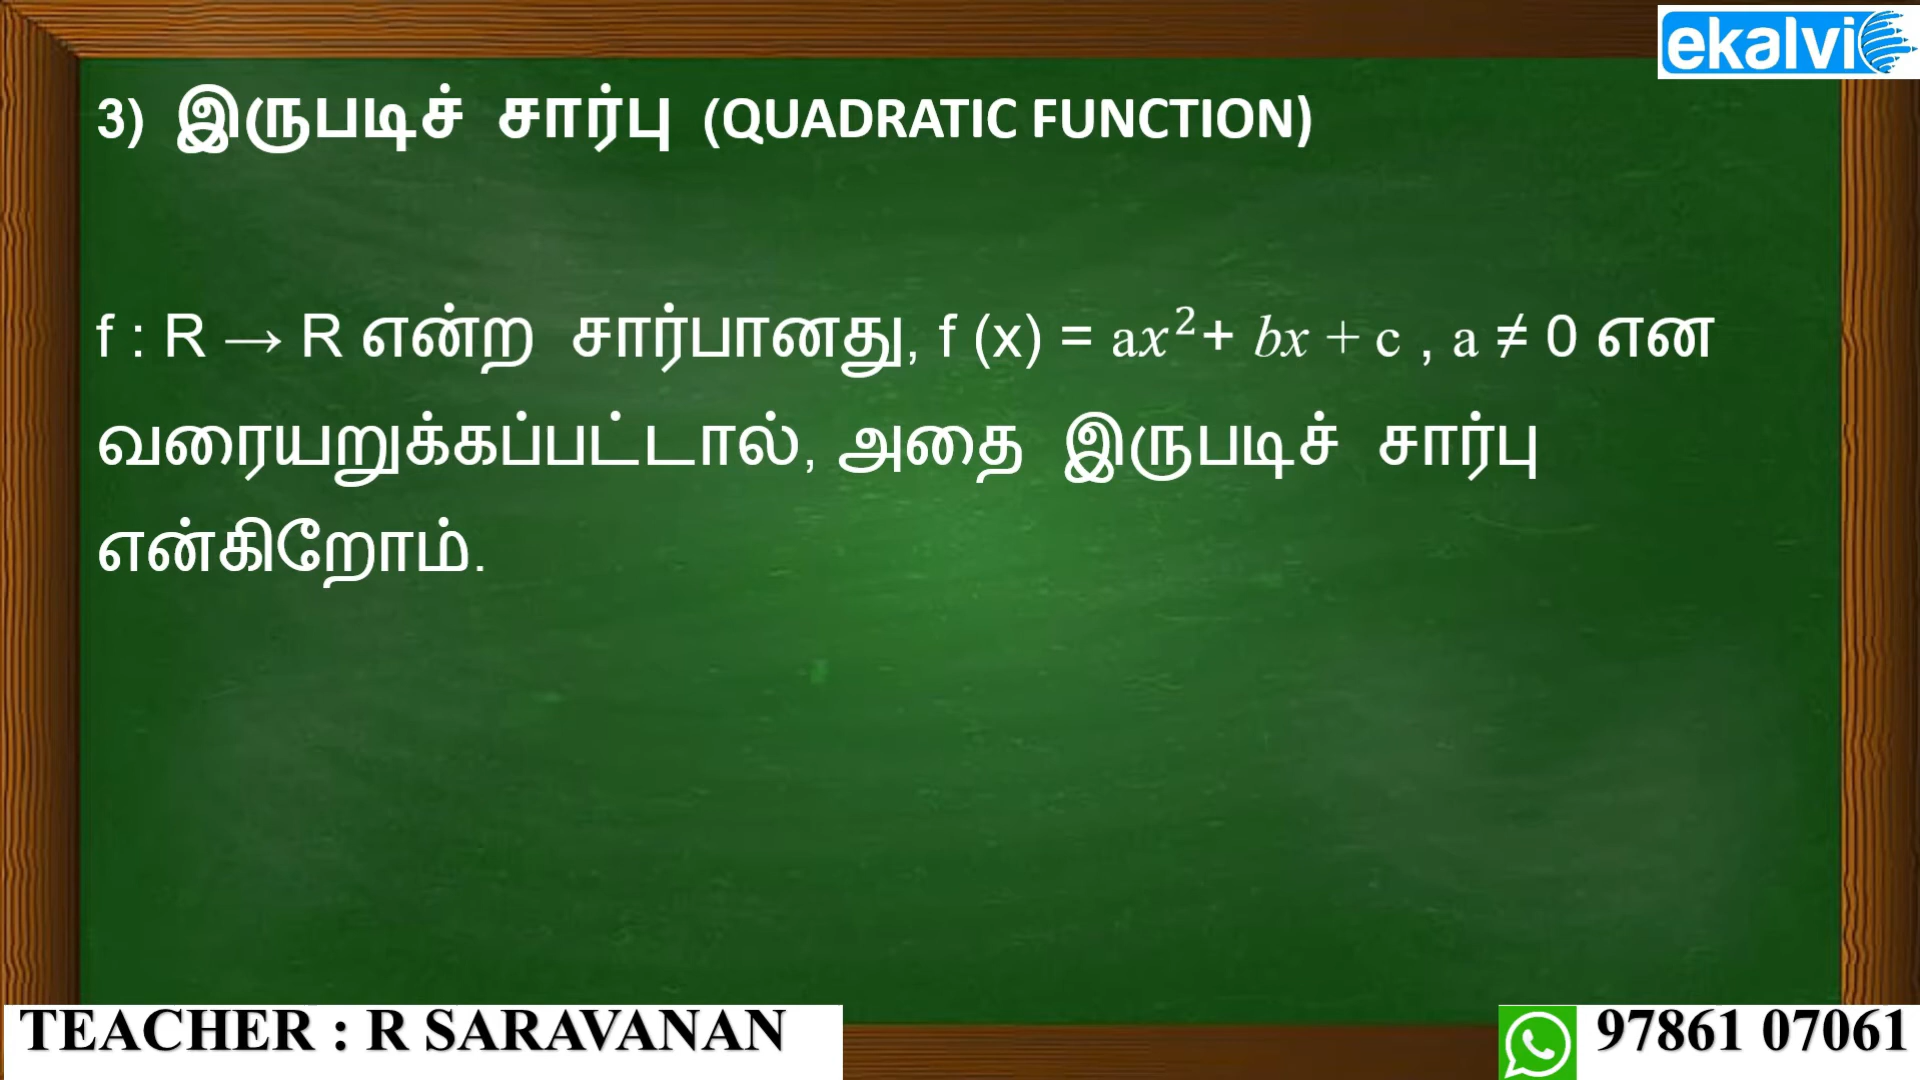 ekalvi
3) இருபடிச் சார்பு (QUADRATIC FUNCTION)
f : R → R என்ற சார்பானது, f (x) = a𝑥²+ 𝑏𝑥 + c , a ≠ 0 என
வரையறுக்கப்பட்டால், அதை இருபடிச் சார்பு
என்கிறோம்.
TEACHER : R SARAVANAN
97861 07061